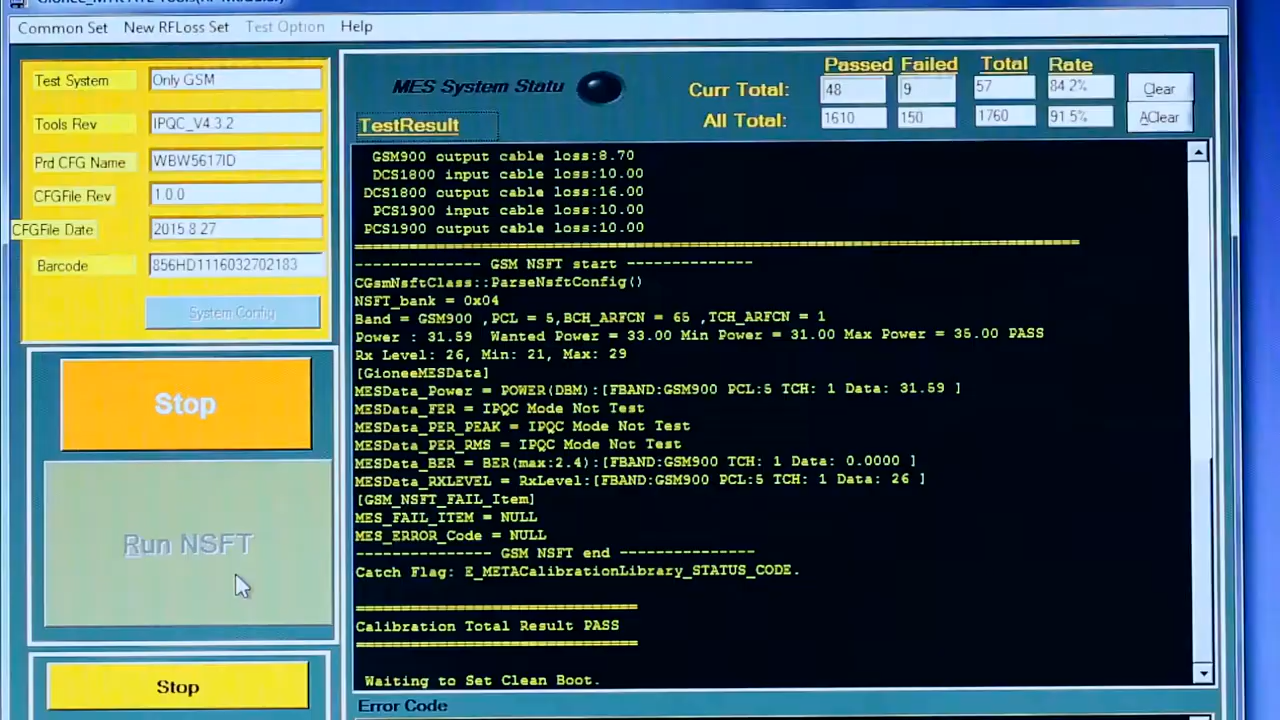 Common Set New RFLoss Set Test Option Help
Test System Only GSM
Tools Rev IPQC_V4.3.2
Prd CFG Name WBW5617ID
CFGFile Rev 1.0.0
CFGFile Date 2015.8.27
Barcode 856HD1116032702183
System Config
Stop
Run NSFT
Stop
MES System Statu
Passed Failed Total Rate
Curr Total: 48 9 57 84.2% Clear
All Total: 1610 150 1760 91.5% AClear
TestResult
GSM900 output cable loss:8.70
DCS1800 input cable loss:10.00
DCS1800 output cable loss:16.00
PCS1900 input cable loss:10.00
PCS1900 output cable loss:10.00
-------------- GSM NSFT start --------------
CGsmNsftClass::ParseNsftConfig()
NSFT_bank = 0x04
Band = GSM900 ,PCL = 5,BCH_ARFCN = 65 ,TCH_ARFCN = 1
Power : 31.59 Wanted Power = 33.00 Min Power = 31.00 Max Power = 35.00 PASS
Rx Level: 26, Min: 21, Max: 29
[GioneeMESData]
MESData_Power = POWER(DBM):[FBAND:GSM900 PCL:5 TCH: 1 Data: 31.59 ]
MESData_FER = IPQC Mode Not Test
MESData_PER_PEAK = IPQC Mode Not Test
MESData_PER_RMS = IPQC Mode Not Test
MESData_BER = BER(max:2.4):[FBAND:GSM900 TCH: 1 Data: 0.0000 ]
MESData_RXLEVEL = RxLevel:[FBAND:GSM900 PCL:5 TCH: 1 Data: 26 ]
[GSM_NSFT_FAIL_Item]
MES_FAIL_ITEM = NULL
MES_ERROR_Code = NULL
--------------- GSM NSFT end ---------------
Catch Flag: E_METACalibrationLibrary_STATUS_CODE.
Calibration Total Result PASS
Waiting to Set Clean Boot.
Error Code